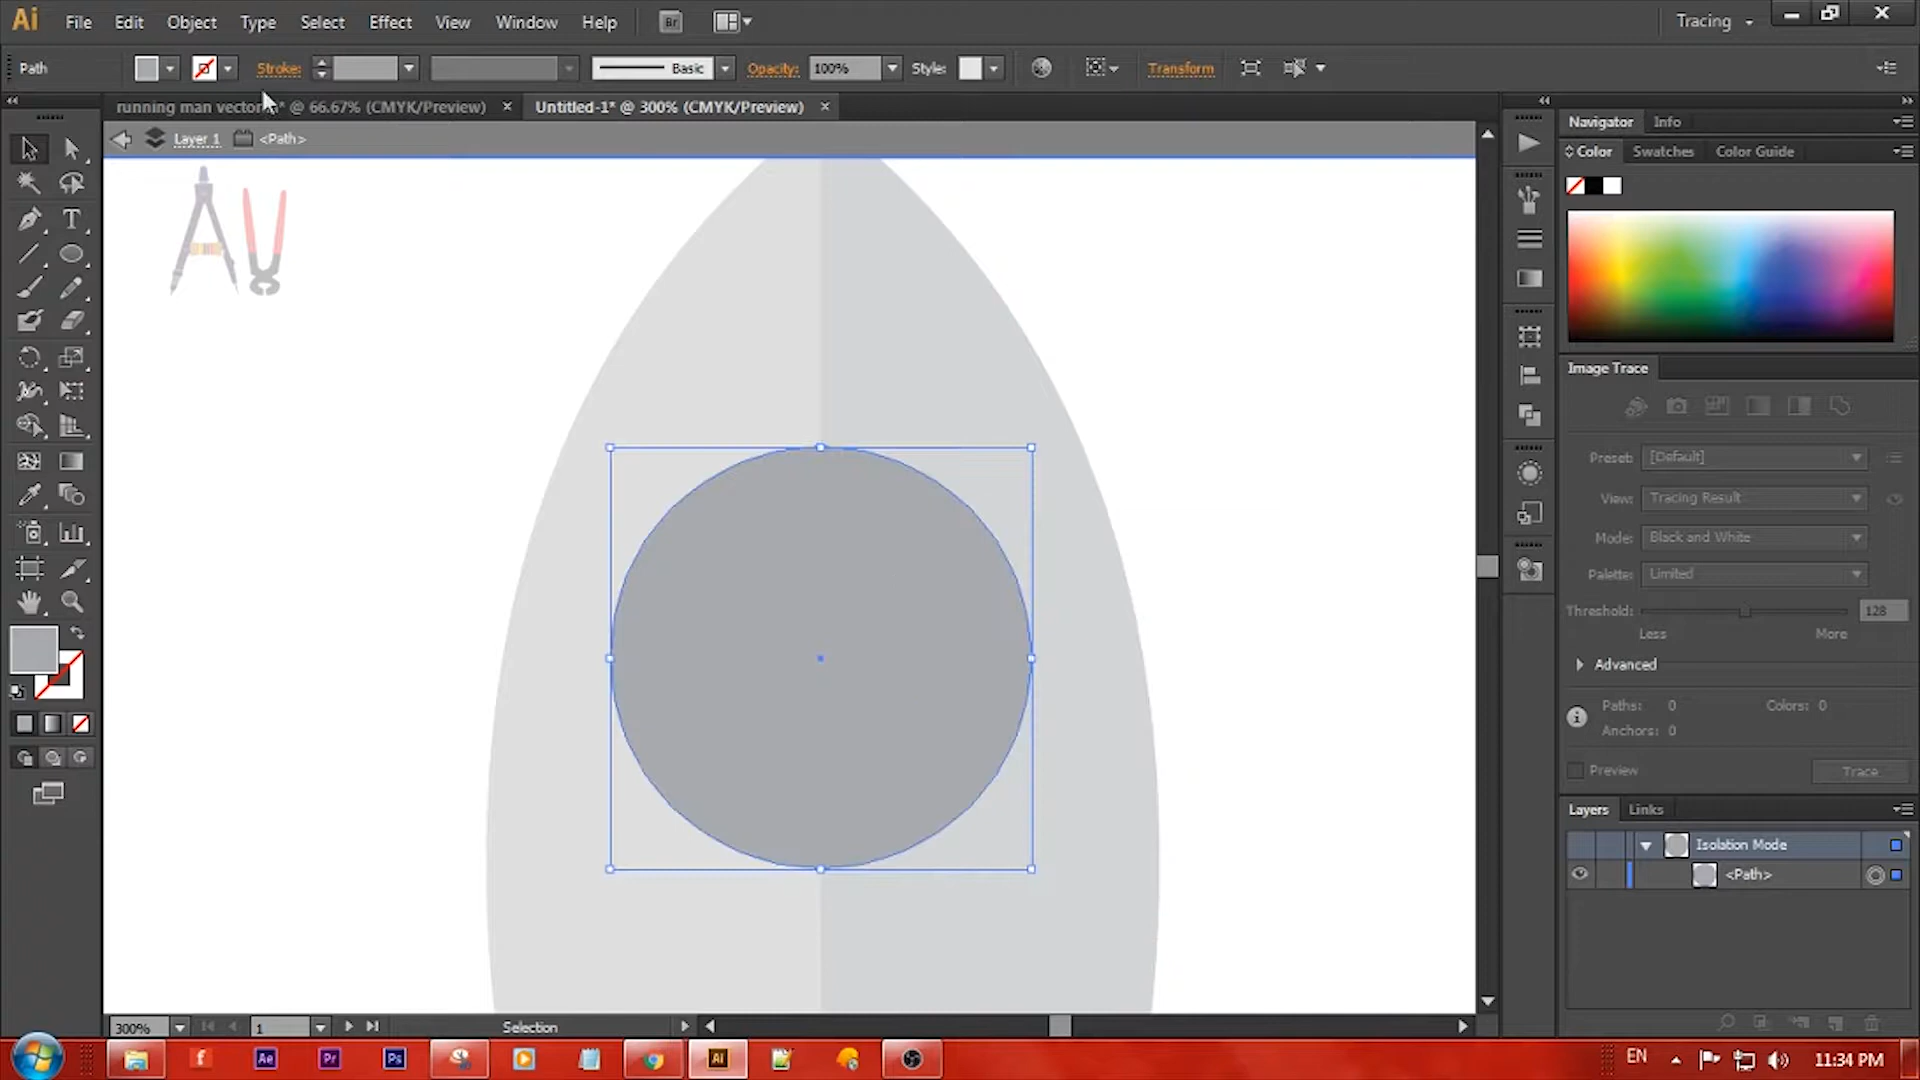 Ai File Edit Object Type Select Effect View Window Help Br Tracing
Path Stroke: Basic Opacity: 100% Style: Transform
running man vector* @ 66.67% (CMYK/Preview) × Untitled-1* @ 300% (CMYK/Preview) ×
Layer 1 <Path>
Navigator Info
Color Swatches Color Guide
Image Trace
Preset: [Default]
View: Tracing Result
Mode: Black and White
Palette: Limited
Threshold: 128
Less More
Advanced
Paths: 0 Colors: 0
Anchors: 0
Preview Trace
Layers Links
Isolation Mode
<Path>
300% 1 Selection
Ae Pr Ps Ai EN 11:34 PM